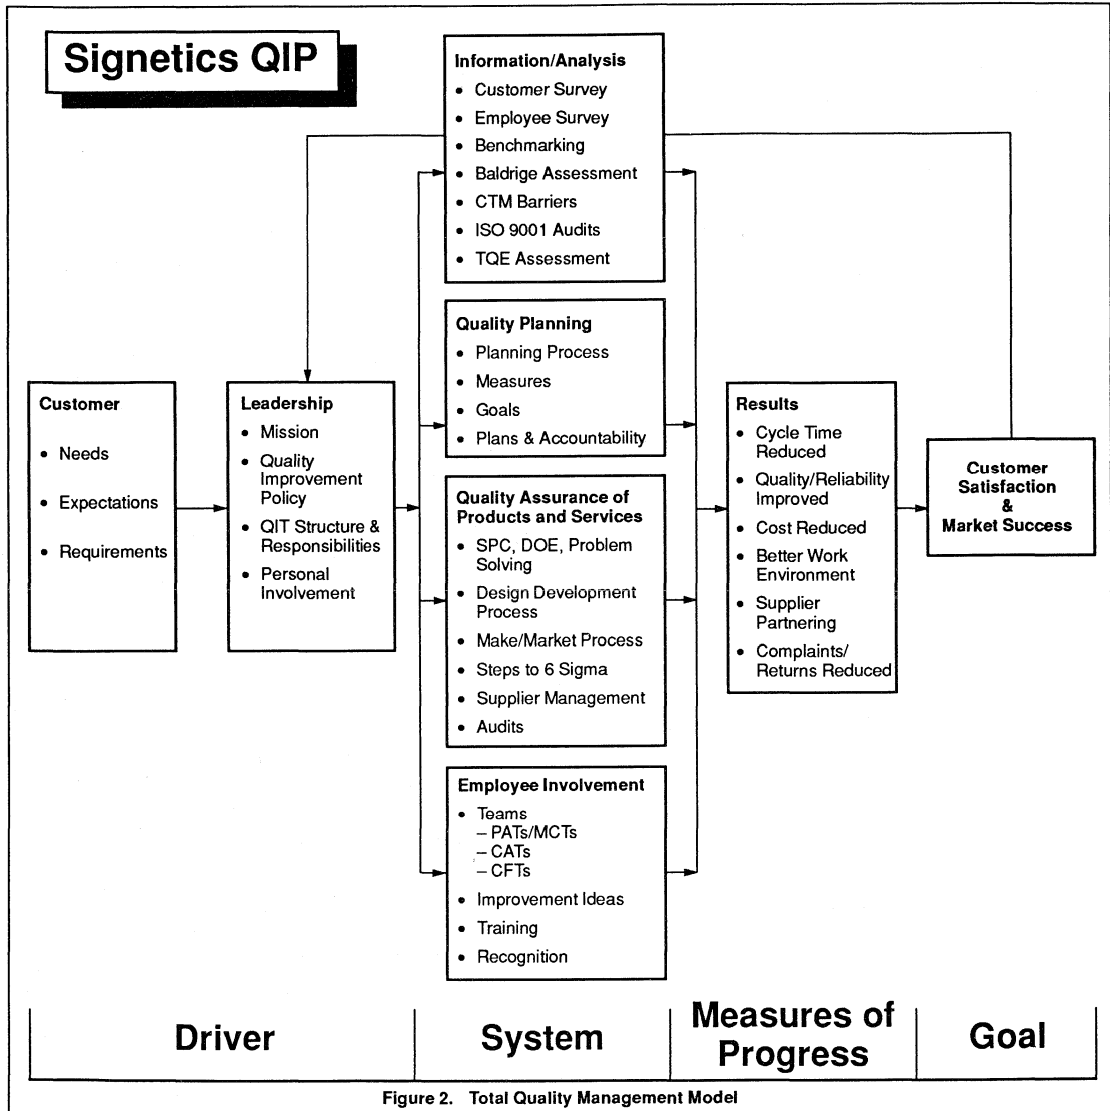 Signetics QIP
Information/Analysis
• Customer Survey
• Employee Survey
• Benchmarking
• Baldrige Assessment
• CTM Barriers
• ISO 9001 Audits
• TQE Assessment
Quality Planning
• Planning Process
• Measures
• Goals
• Plans & Accountability
Customer
• Needs
• Expectations
• Requirements
Leadership
• Mission
• Quality
Improvement
Policy
• QIT Structure &
Responsibilities
• Personal
Involvement
Quality Assurance of
Products and Services
• SPC, DOE, Problem
Solving
• Design Development
Process
• Make/Market Process
• Steps to 6 Sigma
• Supplier Management
• Audits
Employee Involvement
• Teams
– PATs/MCTs
– CATs
– CFTs
• Improvement Ideas
• Training
• Recognition
Results
• Cycle Time
Reduced
• Quality/Reliability
Improved
• Cost Reduced
• Better Work
Environment
• Supplier
Partnering
• Complaints/
Returns Reduced
Customer
Satisfaction
&
Market Success
Driver
System
Measures of
Progress
Goal
Figure 2. Total Quality Management Model